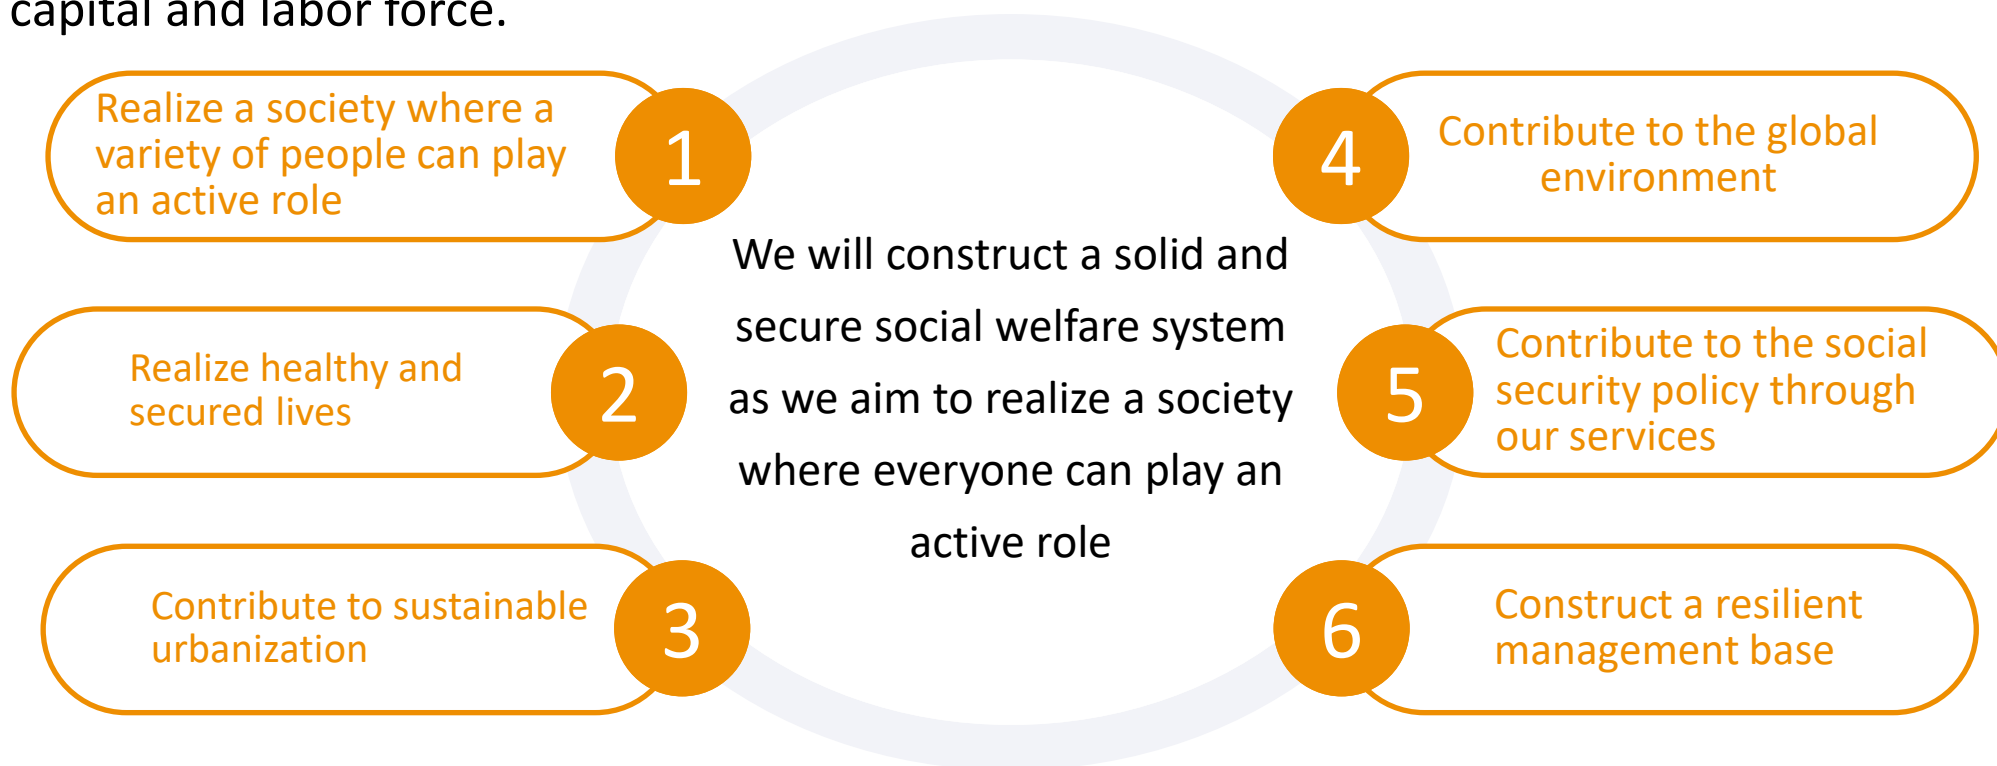 capital and labor force.
Realize a society where a
variety of people can play
an active role
1
Realize healthy and
secured lives
2
Contribute to sustainable
urbanization
3
We will construct a solid and
secure social welfare system
as we aim to realize a society
where everyone can play an
active role
4
Contribute to the global
environment
5
Contribute to the social
security policy through
our services
6
Construct a resilient
management base